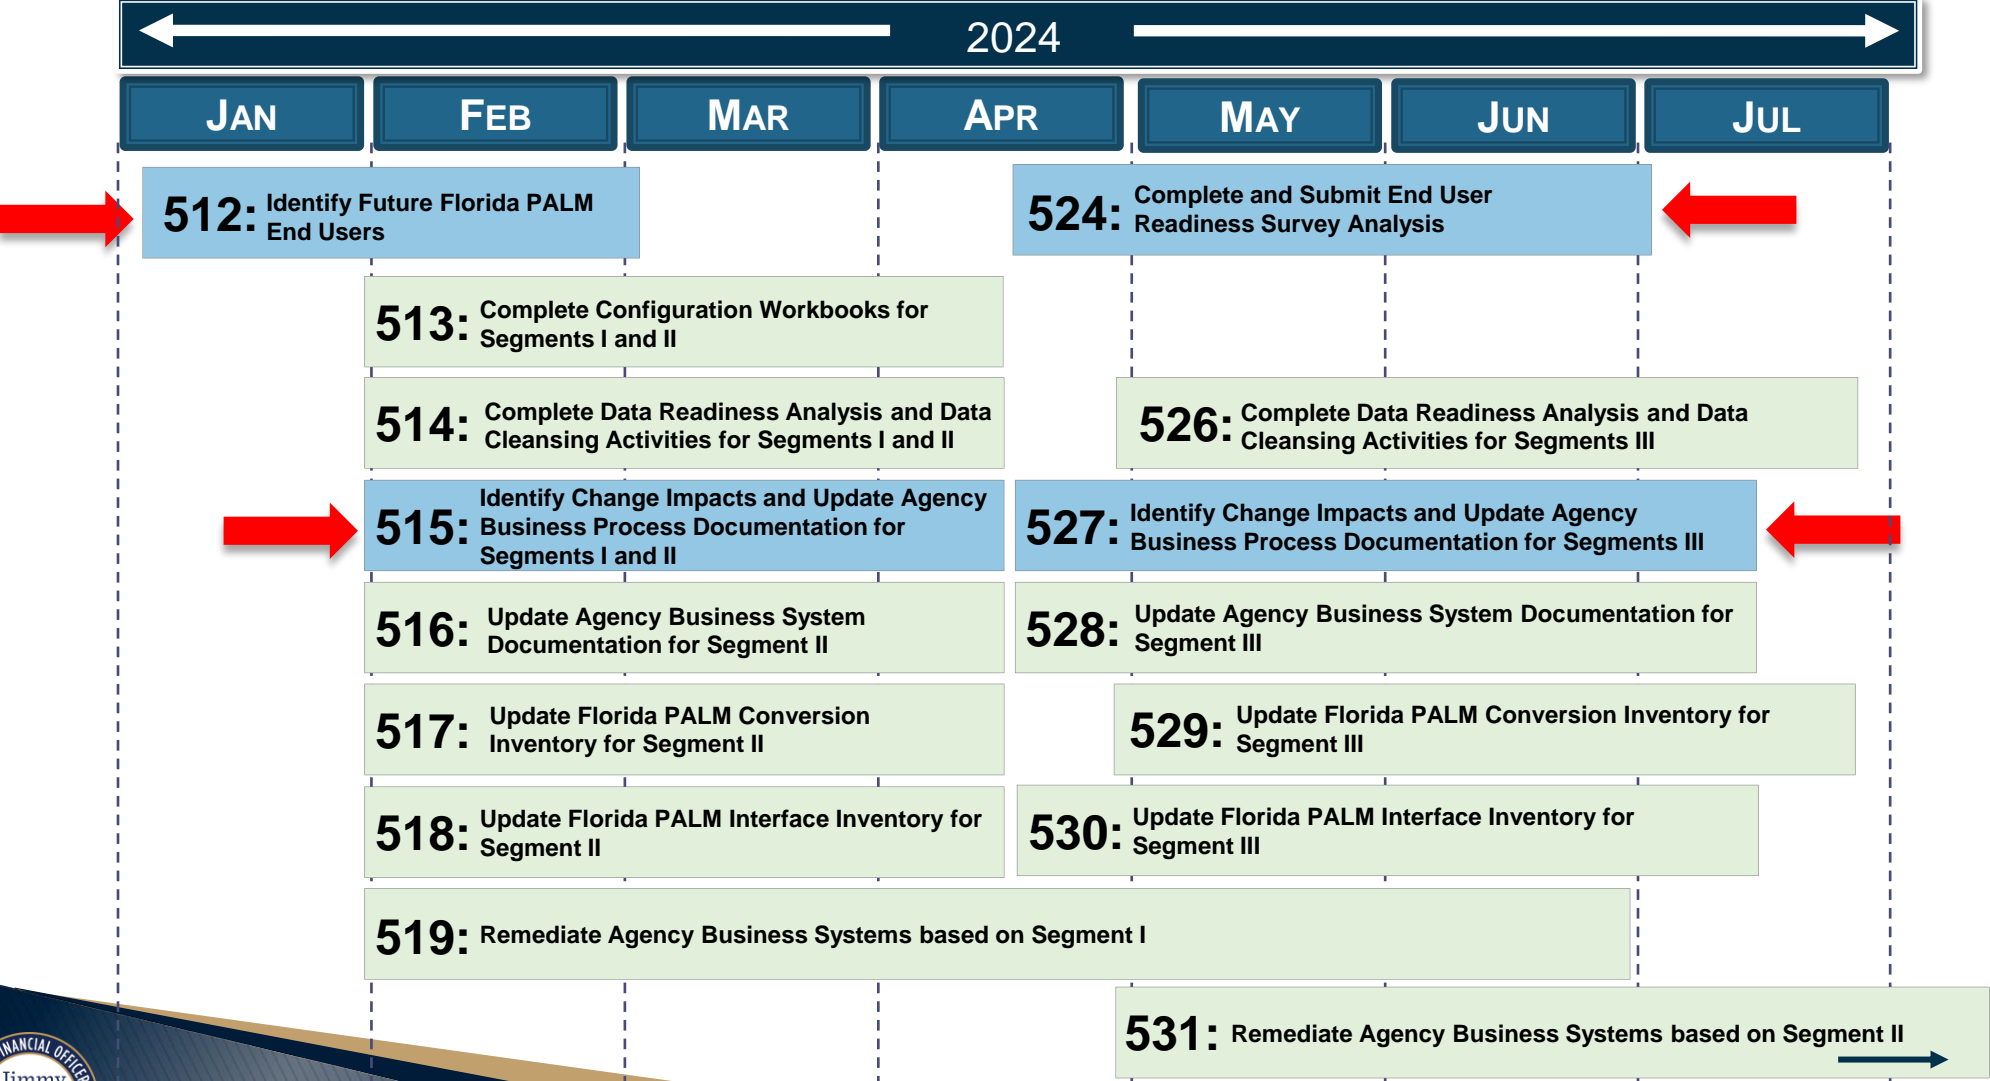 2024
JAN FEB MAR APR MAY JUN JUL
512: Identify Future Florida PALM
End Users
524: Complete and Submit End User
Readiness Survey Analysis
513: Complete Configuration Workbooks for
Segments I and II
514: Complete Data Readiness Analysis and Data
Cleansing Activities for Segments I and II
526: Complete Data Readiness Analysis and Data
Cleansing Activities for Segments III
515: Identify Change Impacts and Update Agency
Business Process Documentation for
Segments I and II
527: Identify Change Impacts and Update Agency
Business Process Documentation for Segments III
516: Update Agency Business System
Documentation for Segment II
528: Update Agency Business System Documentation for
Segment III
517: Update Florida PALM Conversion
Inventory for Segment II
529: Update Florida PALM Conversion Inventory for
Segment III
518: Update Florida PALM Interface Inventory for
Segment II
530: Update Florida PALM Interface Inventory for
Segment III
519: Remediate Agency Business Systems based on Segment I
531: Remediate Agency Business Systems based on Segment II
OFFICER
Jimmy